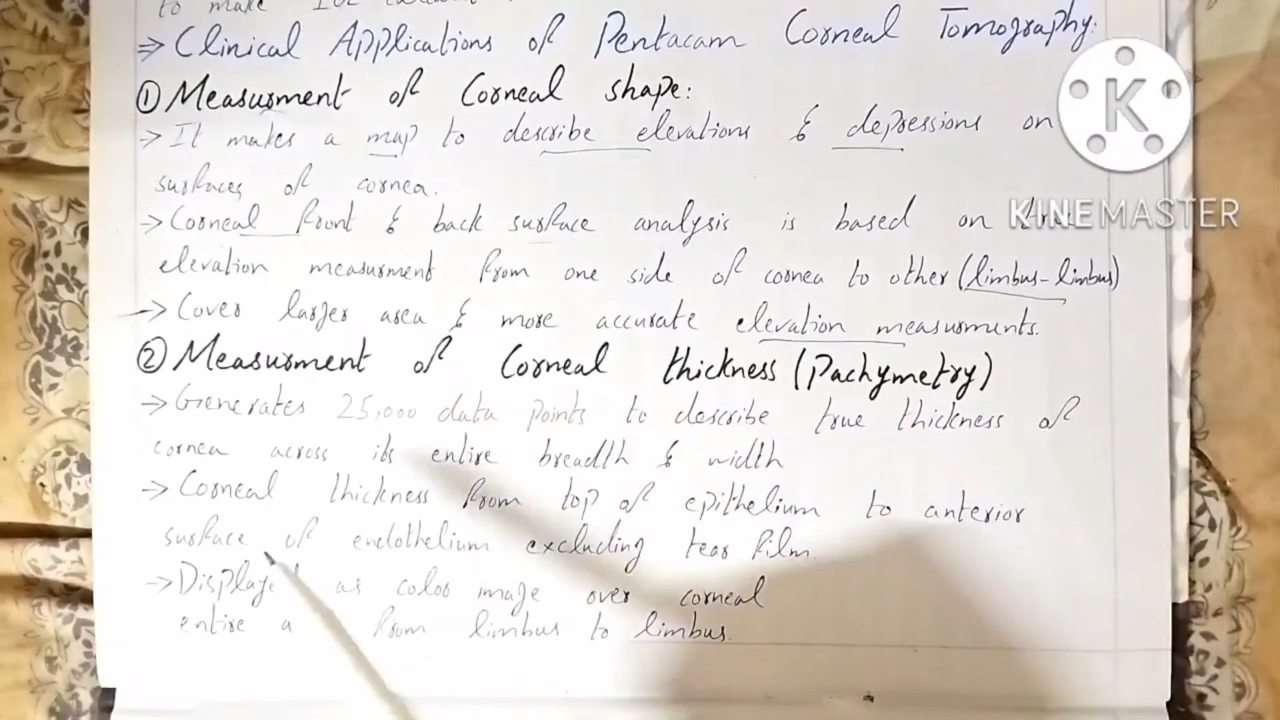 to make IOL
⇒ Clinical Applications of Pentacam Corneal Tomography:
① Measurment of Corneal shape:
→ It makes a map to describe elevations & depressions on
surfaces of cornea.
→ Corneal front & back surface analysis is based on true
elevation measurment from one side of cornea to other (limbus-limbus)
→ Cover larger area & more accurate elevation measurments.
② Measurment of Corneal thickness (Pachymetry)
→ Generates 25,000 data points to describe true thickness of
cornea across its entire breadth & width
→ Corneal thickness from top of epithelium to anterior
surface of endothelium excluding tear film.
→ Displaye as color image over corneal
entire a from limbus to limbus.
K
KINEMASTER